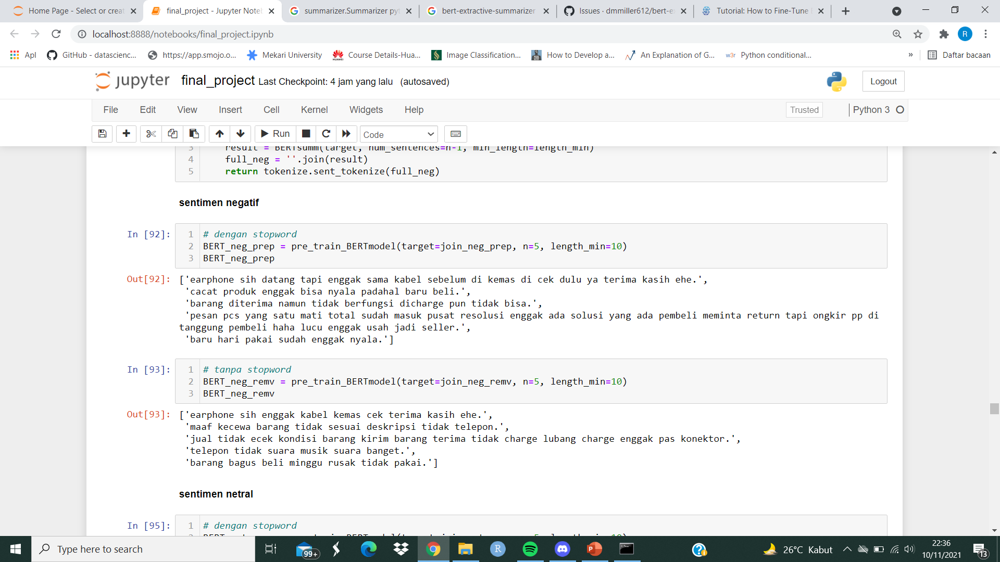 Home Page - Select or creat
final_project - Jupyter Note
summarizer.Summarizer py
bert-extractive-summarizer
Issues · dmmiller612/bert-e
Tutorial: How to Fine-Tune
localhost:8888/notebooks/final_project.ipynb
R
Apl
GitHub - datascienc...
https://app.smojo.o...
Mekari University
HUAWEI
Course Details-Hua...
Image Classification...
How to Develop a...
An Explanation of G...
w3r
Python conditional...
»
Daftar bacaan
jupyter
final_project Last Checkpoint: 4 jam yang lalu (autosaved)
Logout
File Edit View Insert Cell Kernel Widgets Help
Trusted
Python 3
Run
Code
3 result = BERTsumm(target, num_sentences=n-1, min_length=length_min)
4 full_neg = ''.join(result)
5 return tokenize.sent_tokenize(full_neg)
sentimen negatif
In [92]:
1 # dengan stopword
2 BERT_neg_prep = pre_train_BERTmodel(target=join_neg_prep, n=5, length_min=10)
3 BERT_neg_prep
Out[92]: ['earphone sih datang tapi enggak sama kabel sebelum di kemas di cek dulu ya terima kasih ehe.',
'cacat produk enggak bisa nyala padahal baru beli.',
'barang diterima namun tidak berfungsi dicharge pun tidak bisa.',
'pesan pcs yang satu mati total sudah masuk pusat resolusi enggak ada solusi yang ada pembeli meminta return tapi ongkir pp di
tanggung pembeli haha lucu enggak usah jadi seller.',
'baru hari pakai sudah enggak nyala.']
In [93]:
1 # tanpa stopword
2 BERT_neg_remv = pre_train_BERTmodel(target=join_neg_remv, n=5, length_min=10)
3 BERT_neg_remv
Out[93]: ['earphone sih enggak kabel kemas cek terima kasih ehe.',
'maaf kecewa barang tidak sesuai deskripsi tidak telepon.',
'jual tidak ecek kondisi barang kirim barang terima tidak charge lubang charge enggak pas konektor.',
'telepon tidak suara musik suara banget.',
'barang bagus beli minggu rusak tidak pakai.']
sentimen netral
In [95]:
1 # dengan stopword
Type here to search
99+
R
P
26°C Kabut
22:36
10/11/2021
13